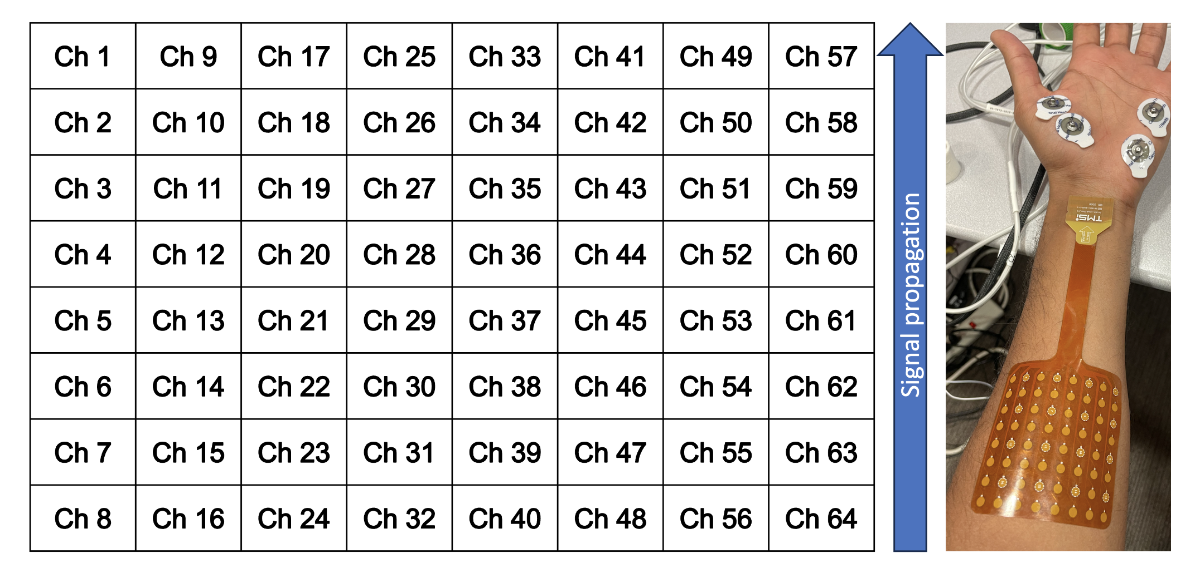 Ch 1 Ch 9 Ch 17 Ch 25 Ch 33 Ch 41 Ch 49 Ch 57
Ch 2 Ch 10 Ch 18 Ch 26 Ch 34 Ch 42 Ch 50 Ch 58
Ch 3 Ch 11 Ch 19 Ch 27 Ch 35 Ch 43 Ch 51 Ch 59
Ch 4 Ch 12 Ch 20 Ch 28 Ch 36 Ch 44 Ch 52 Ch 60
Ch 5 Ch 13 Ch 21 Ch 29 Ch 37 Ch 45 Ch 53 Ch 61
Ch 6 Ch 14 Ch 22 Ch 30 Ch 38 Ch 46 Ch 54 Ch 62
Ch 7 Ch 15 Ch 23 Ch 31 Ch 39 Ch 47 Ch 55 Ch 63
Ch 8 Ch 16 Ch 24 Ch 32 Ch 40 Ch 48 Ch 56 Ch 64
Signal propagation
TMSi